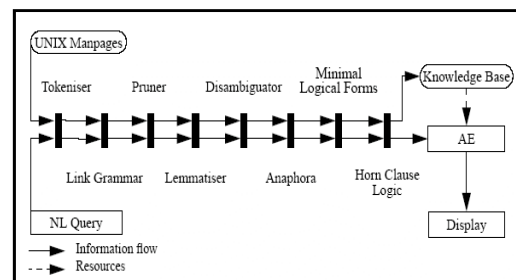 UNIX Manpages
Tokeniser
Pruner
Disambiguator
Minimal
Logical Forms
Knowledge Base
AE
Link Grammar
Lemmatiser
Anaphora
Horn Clause
Logic
NL Query
Display
Information flow
Resources